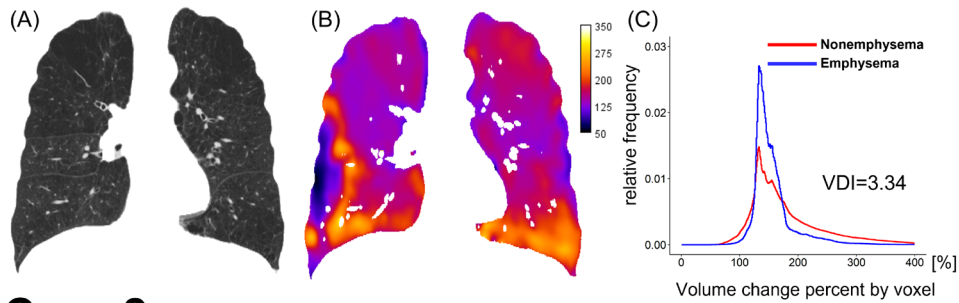 (A)
(B)
350
275
200
125
50
(C)
relative frequency
0.03
0.02
0.01
0.00
Nonemphysema
Emphysema
VDI=3.34
0
100
200
300
400
[%]
Volume change percent by voxel